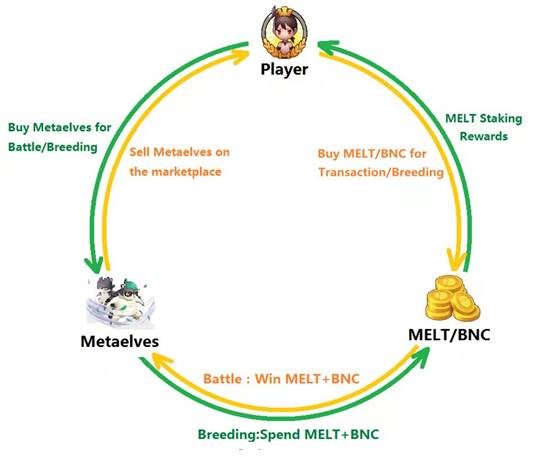 Player
Buy Metaelves for
Battle/Breeding
Sell Metaelves on
the marketplace
MELT Staking
Rewards
Buy MELT/BNC for
Transaction/Breeding
Metaelves
MELT/BNC
Battle : Win MELT+BNC
Breeding:Spend MELT+BNC